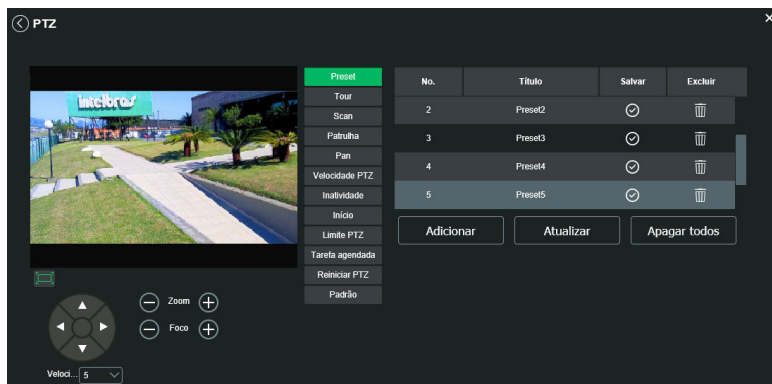 PTZ
intelbras
Preset
Tour
Scan
Patrulha
Pan
Velocidade PTZ
Inatividade
Início
Limite PTZ
Tarefa agendada
Reiniciar PTZ
Padrão
No. Título Salvar Excluir
2 Preset2
3 Preset3
4 Preset4
5 Preset5
Adicionar Atualizar Apagar todos
Zoom
Foco
Veloci... 5